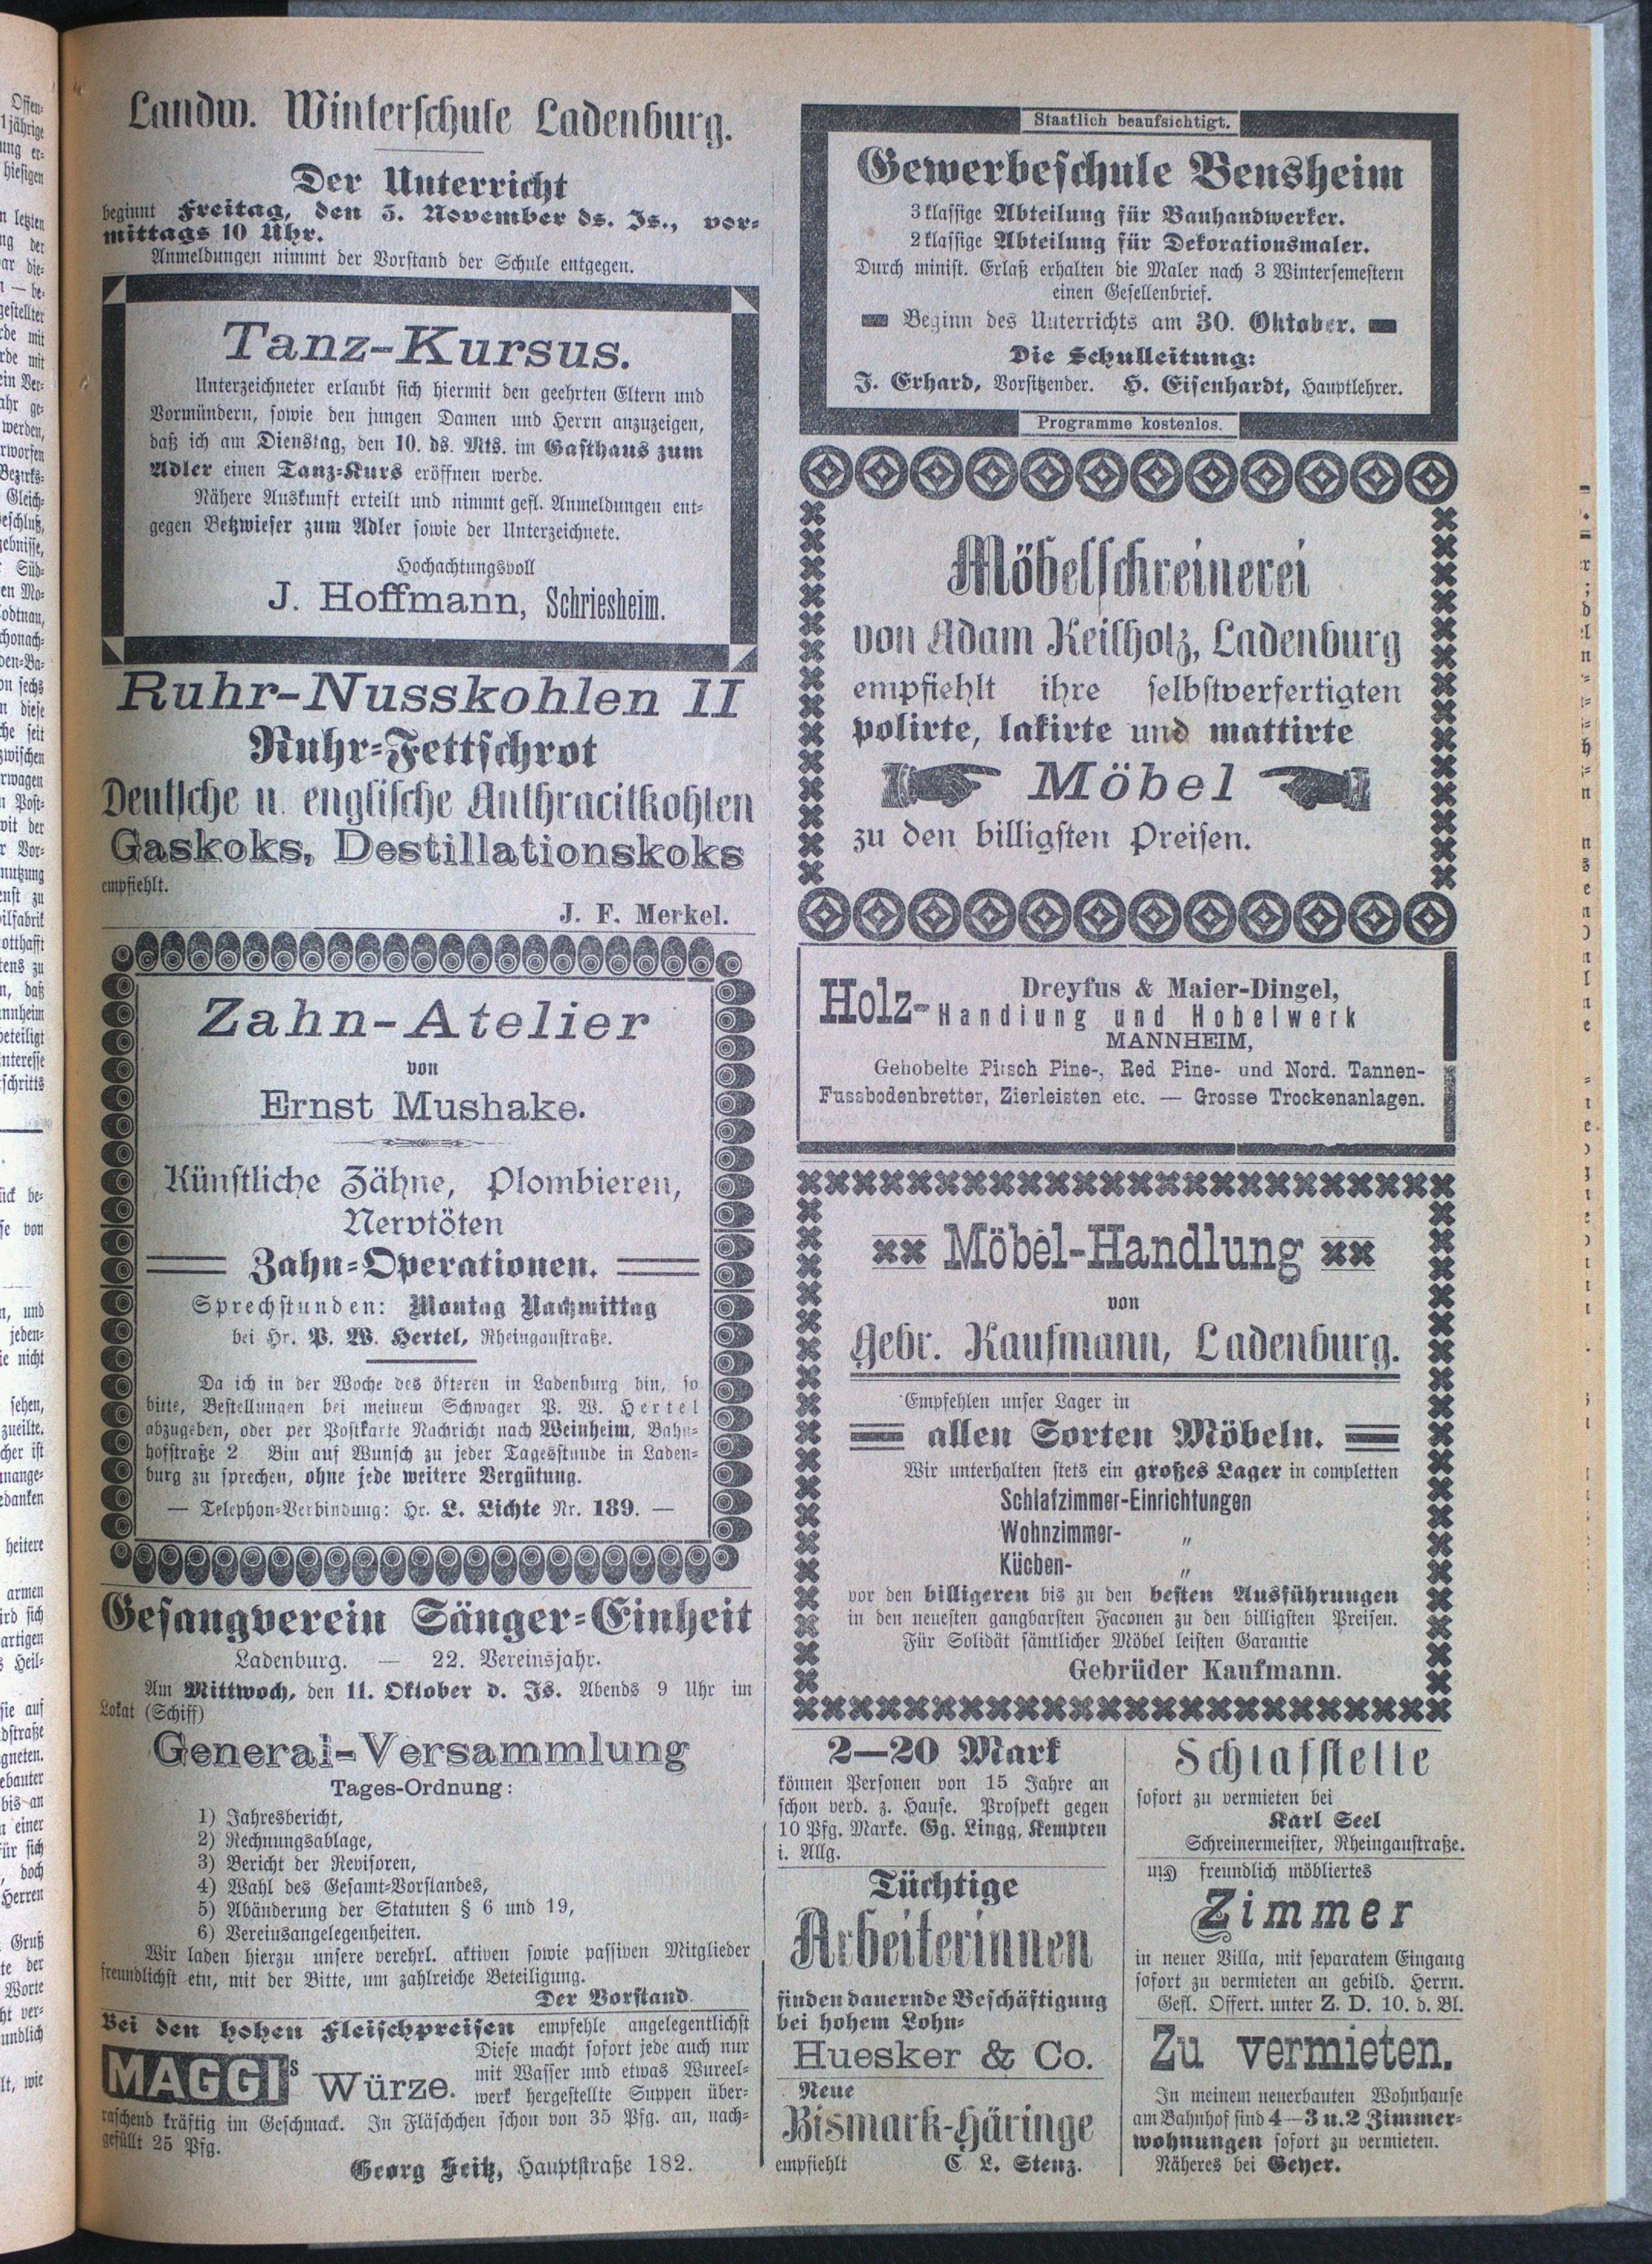 Landw. Winterschule Ladenburg.
Der Unterricht
beginnt Freitag, den 3. November ds. Js., vor-
mittags 10 Uhr.
Anmeldungen nimmt der Vorstand der Schule entgegen.
Tanz-Kursus.
Unterzeichneter erlaubt sich hiermit den geehrten Eltern und
Vormündern, sowie den jungen Damen und Herrn anzuzeigen,
daß ich am Dienstag, den 10. ds. Mts. im Gasthaus zum
Adler einen Tanz-Kurs eröffnen werde.
Nähere Auskunft erteilt und nimmt gefl. Anmeldungen ent-
gegen Betzwieser zum Adler sowie der Unterzeichnete.
Hochachtungsvoll
J. Hoffmann, Schriesheim.
Ruhr-Nusskohlen II
Ruhr-Fettschrot
Deutsche u. englische Anthracitkohlen
Gaskoks, Destillationskoks
empfiehlt.
J. F. Merkel.
Zahn-Atelier
von
Ernst Mushake.
Künstliche Zähne, Plombieren,
Nervtöten
Zahn-Operationen.
Sprechstunden: Montag Nachmittag
bei Hr. P. W. Hertel, Rheingaustraße.
Da ich in der Woche des öfteren in Ladenburg bin, so
bitte, Bestellungen bei meinem Schwager P. W. Hertel
abzugeben, oder per Postkarte Nachricht nach Weinheim, Bahn-
hofstraße 2. Bin auf Wunsch zu jeder Tagesstunde in Laden-
burg zu sprechen, ohne jede weitere Vergütung.
— Telephon-Verbindung: Hr. L. Lichte Nr. 189. —
Gesangverein Sänger-Einheit
Ladenburg. — 22. Vereinsjahr.
Am Mittwoch, den 11. Oktober d. Js. Abends 9 Uhr im
Lokat (Schiff)
General-Versammlung
Tages-Ordnung:
1) Jahresbericht,
2) Rechnungsablage,
3) Bericht der Revisoren,
4) Wahl des Gesamt-Vorstandes,
5) Abänderung der Statuten § 6 und 19,
6) Vereinsangelegenheiten.
Wir laden hierzu unsere verehrl. aktiven sowie passiven Mitglieder
freundlichst etn, mit der Bitte, um zahlreiche Beteiligung.
Der Vorstand.
Bei den hohen Fleischpreisen empfehle angelegentlichst
MAGGI's Würze. Diese macht sofort jede auch nur
mit Wasser und etwas Wureel-
werk hergestellte Suppen über-
raschend kräftig im Geschmack. In Fläschchen schon von 35 Pfg. an, nach-
gefüllt 25 Pfg.
Georg Seitz, Hauptstraße 182.
Staatlich beaufsichtigt.
Gewerbeschule Bensheim
3klassige Abteilung für Bauhandwerker.
2klassige Abteilung für Dekorationsmaler.
Durch minist. Erlaß erhalten die Maler nach 3 Wintersemestern
einen Gesellenbrief.
Beginn des Unterrichts am 30. Oktober.
Die Schulleitung:
J. Erhard, Vorsitzender. H. Eisenhardt, Hauptlehrer.
Programme kostenlos.
Möbelschreinerei
von Adam Keilholz, Ladenburg
empfiehlt ihre selbstverfertigten
polirte, lakirte und mattirte
Möbel
zu den billigsten Preisen.
Dreyfus & Maier-Dingel,
Holz-Handlung und Hobelwerk
MANNHEIM,
Gehobelte Pitsch Pine-, Red Pine- und Nord. Tannen-
Fussbodenbretter, Zierleisten etc. — Grosse Trockenanlagen.
Möbel-Handlung
von
Gebr. Kaufmann, Ladenburg.
Empfehlen unser Lager in
allen Sorten Möbeln.
Wir unterhalten stets ein großes Lager in completten
Schlafzimmer-Einrichtungen
Wohnzimmer- „
Küchen- „
vor den billigeren bis zu den besten Ausführungen
in den neuesten gangbarsten Faconen zu den billigsten Preisen.
Für Solidät sämtlicher Möbel leisten Garantie
Gebrüder Kaufmann.
2—20 Mark
können Personen von 15 Jahre an
schon verd. z. Hause. Prospekt gegen
10 Pfg. Marke. Gg. Lingg, Kempten
i. Allg.
Tüchtige
Arbeiterinnen
finden dauernde Beschäftigung
bei hohem Lohn-
Huesker & Co.
Neue
Bismark-Häringe
empfiehlt C. L. Stenz.
Schlafstelle
sofort zu vermieten bei
Karl Seel
Schreinermeister, Rheingaustraße.
freundlich möbliertes
Zimmer
in neuer Villa, mit separatem Eingang
sofort zu vermieten an gebild. Herrn.
Gefl. Offert. unter Z. D. 10. d. Bl.
Zu vermieten.
In meinem neuerbauten Wohnhause
am Bahnhof sind 4—3 u. 2 Zimmer-
wohnungen sofort zu vermieten.
Näheres bei Geyer.